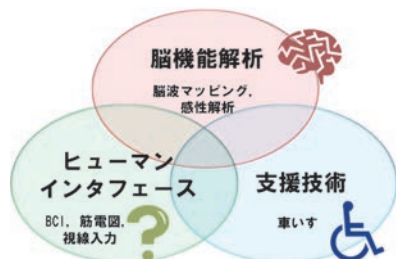 脳機能解析
脳波マッピング,
感性解析
ヒューマン
インタフェース
BCI, 筋電図,
視線入力
支援技術
車いす